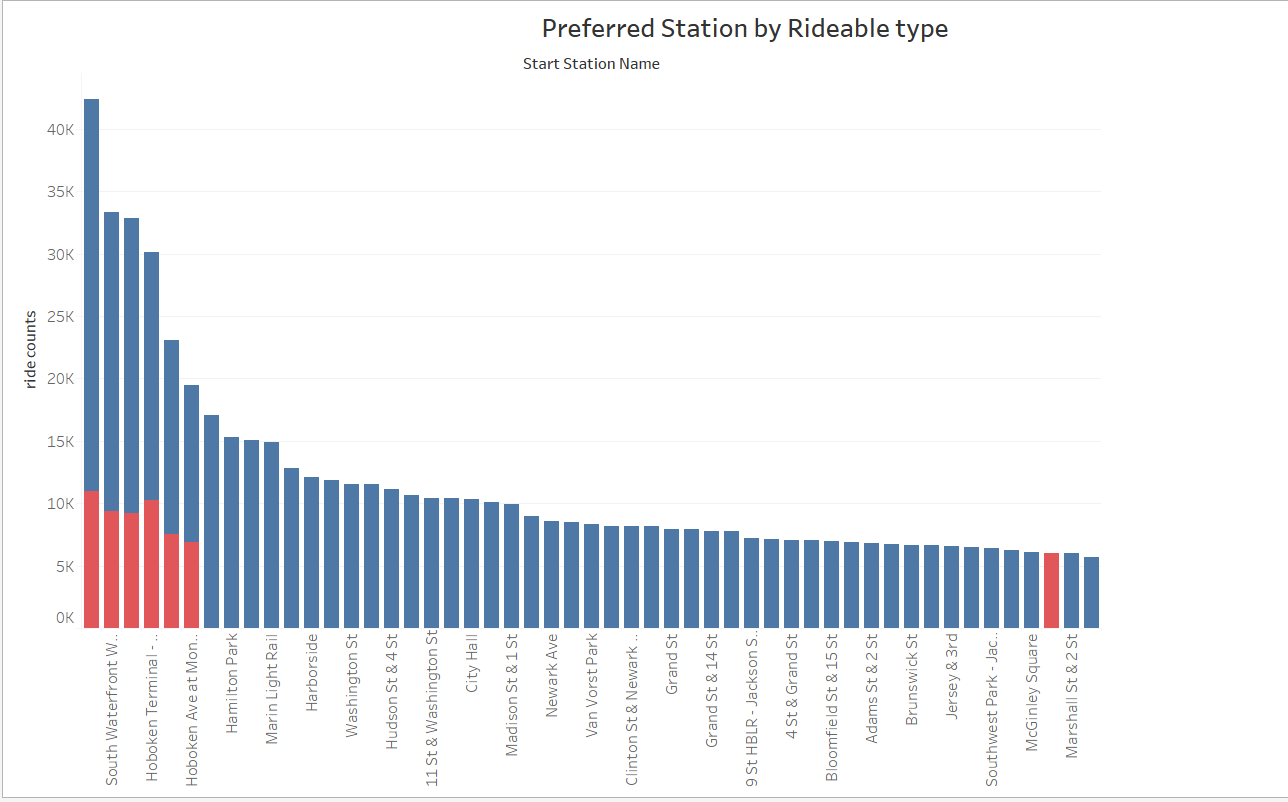 Preferred Station by Rideable type
Start Station Name
ride counts
40K
35K
30K
25K
20K
15K
10K
5K
0K
South Waterfront W..
Hoboken Terminal - ..
Hoboken Ave at Mon..
Hamilton Park
Marin Light Rail
Harborside
Washington St
Hudson St & 4 St
11 St & Washington St
City Hall
Madison St & 1 St
Newark Ave
Van Vorst Park
Clinton St & Newark ..
Grand St
Grand St & 14 St
9 St HBLR - Jackson S..
4 St & Grand St
Bloomfield St & 15 St
Adams St & 2 St
Brunswick St
Jersey & 3rd
Southwest Park - Jac..
McGinley Square
Marshall St & 2 St